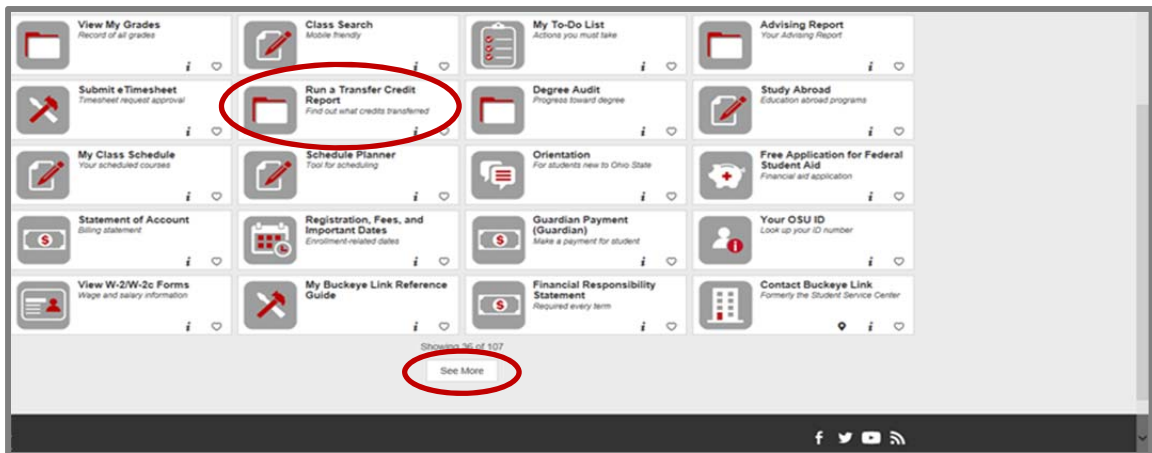 View My Grades
Record of all grades
Class Search
Mobile friendly
My To-Do List
Actions you must take
Advising Report
Your Advising Report
Submit eTimesheet
Timesheet request approval
Run a Transfer Credit
Report
Find out what credits transferred
Degree Audit
Progress toward degree
Study Abroad
Education abroad programs
My Class Schedule
Your scheduled courses
Schedule Planner
Tool for scheduling
Orientation
For students new to Ohio State
Free Application for Federal
Student Aid
Financial aid application
Statement of Account
Billing statement
Registration, Fees, and
Important Dates
Enrollment-related dates
Guardian Payment
(Guardian)
Make a payment for student
Your OSU ID
Look up your ID number
View W-2/W-2c Forms
Wage and salary information
My Buckeye Link Reference
Guide
Financial Responsibility
Statement
Required every term
Contact Buckeye Link
Formerly the Student Service Center
Showing 36 of 107
See More